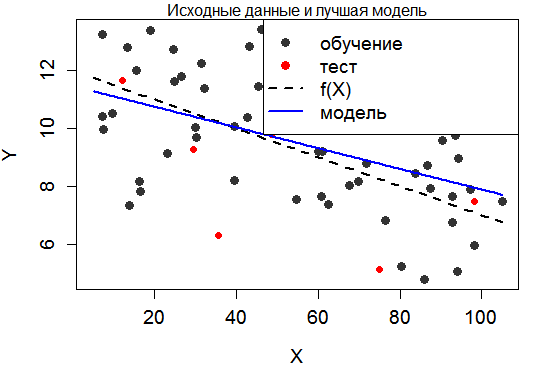 Исходные данные и лучшая модель
обучение
тест
f(X)
модель
12
10
8
6
Y
20 40 60 80 100
X